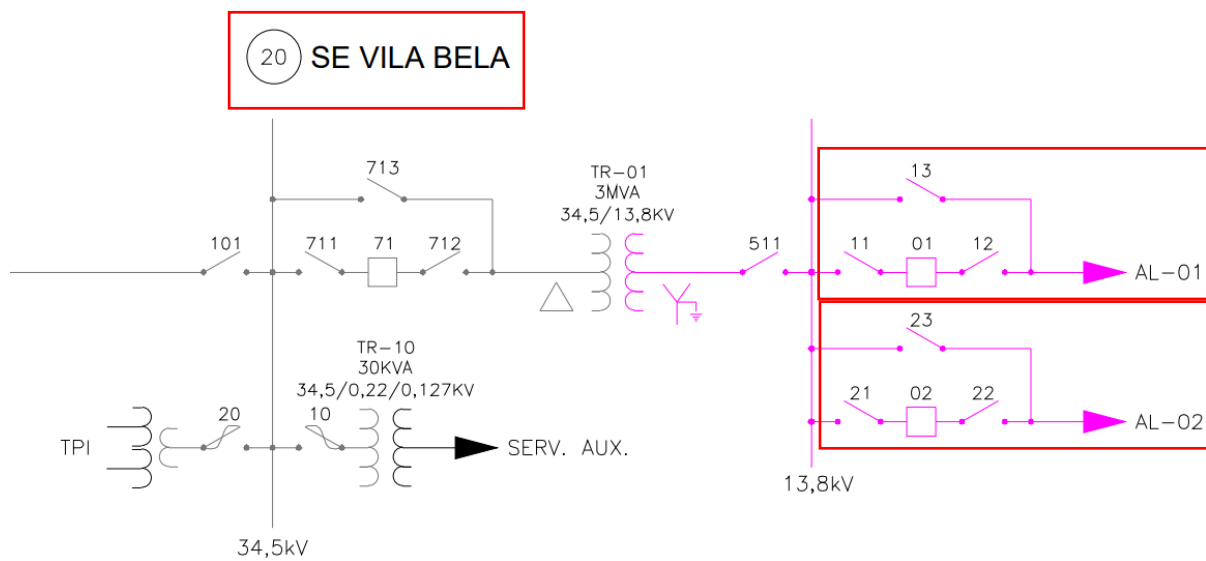 20 SE VILA BELA
713
TR-01
3MVA
34,5/13,8KV
13
101
711
71
712
511
11
01
12
AL-01
23
TR-10
30KVA
34,5/0,22/0,127KV
21
02
22
AL-02
20
10
TPI
SERV. AUX.
13,8kV
34,5kV